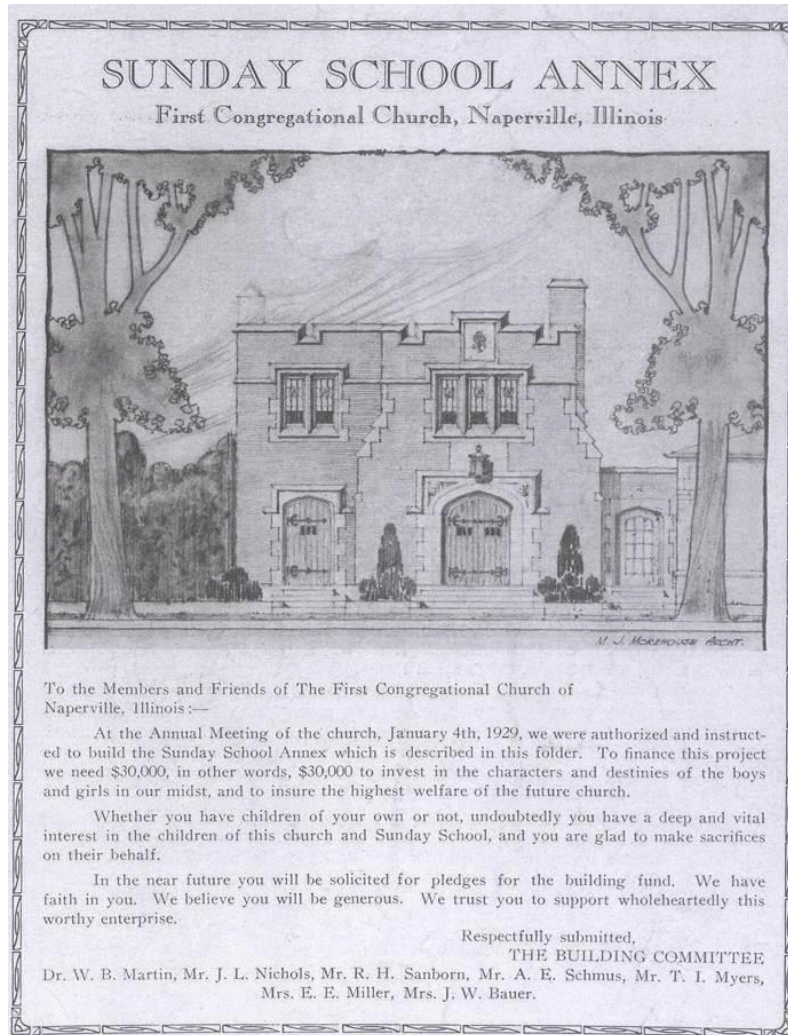 SUNDAY SCHOOL ANNEX
First Congregational Church, Naperville, Illinois
M. J. MOREHOUSE ARCHT.
To the Members and Friends of The First Congregational Church of
Naperville, Illinois:—
At the Annual Meeting of the church, January 4th, 1929, we were authorized and instruct-
ed to build the Sunday School Annex which is described in this folder. To finance this project
we need $30,000, in other words, $30,000 to invest in the characters and destinies of the boys
and girls in our midst, and to insure the highest welfare of the future church.
Whether you have children of your own or not, undoubtedly you have a deep and vital
interest in the children of this church and Sunday School, and you are glad to make sacrifices
on their behalf.
In the near future you will be solicited for pledges for the building fund. We have
faith in you. We believe you will be generous. We trust you to support wholeheartedly this
worthy enterprise.
Respectfully submitted,
THE BUILDING COMMITTEE
Dr. W. B. Martin, Mr. J. L. Nichols, Mr. R. H. Sanborn, Mr. A. E. Schmus, Mr. T. I. Myers,
Mrs. E. E. Miller, Mrs. J. W. Bauer.